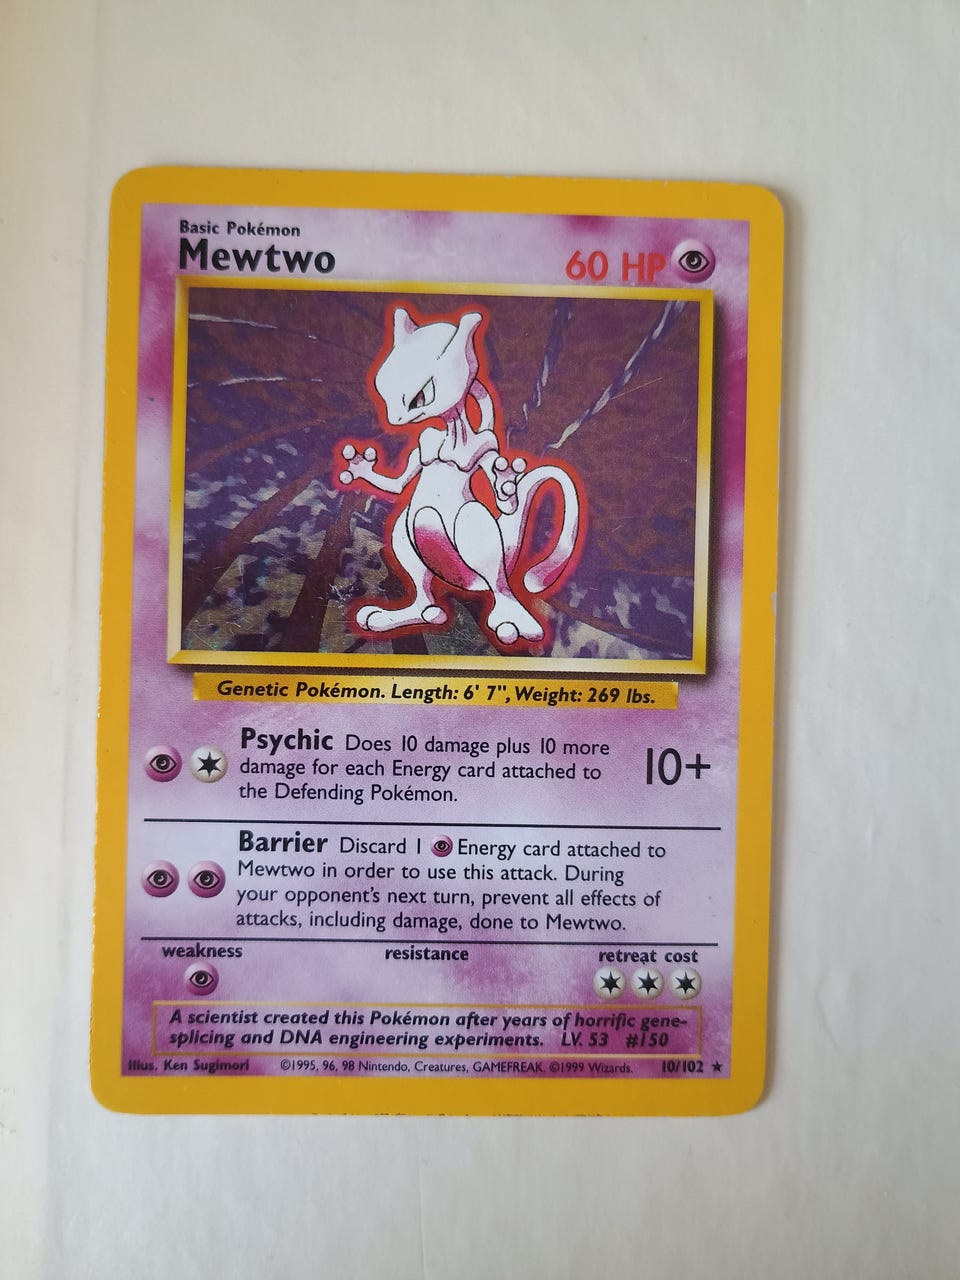 Basic Pokémon
Mewtwo
60 HP
Genetic Pokémon. Length: 6' 7", Weight: 269 lbs.
Psychic Does 10 damage plus 10 more
damage for each Energy card attached to
the Defending Pokémon.
10+
Barrier Discard 1 Energy card attached to
Mewtwo in order to use this attack. During
your opponent's next turn, prevent all effects of
attacks, including damage, done to Mewtwo.
weakness resistance retreat cost
A scientist created this Pokémon after years of horrific gene-
splicing and DNA engineering experiments. LV. 53 #150
Illus. Ken Sugimori ©1995, 96, 98 Nintendo, Creatures, GAMEFREAK. ©1999 Wizards. 10/102 ★